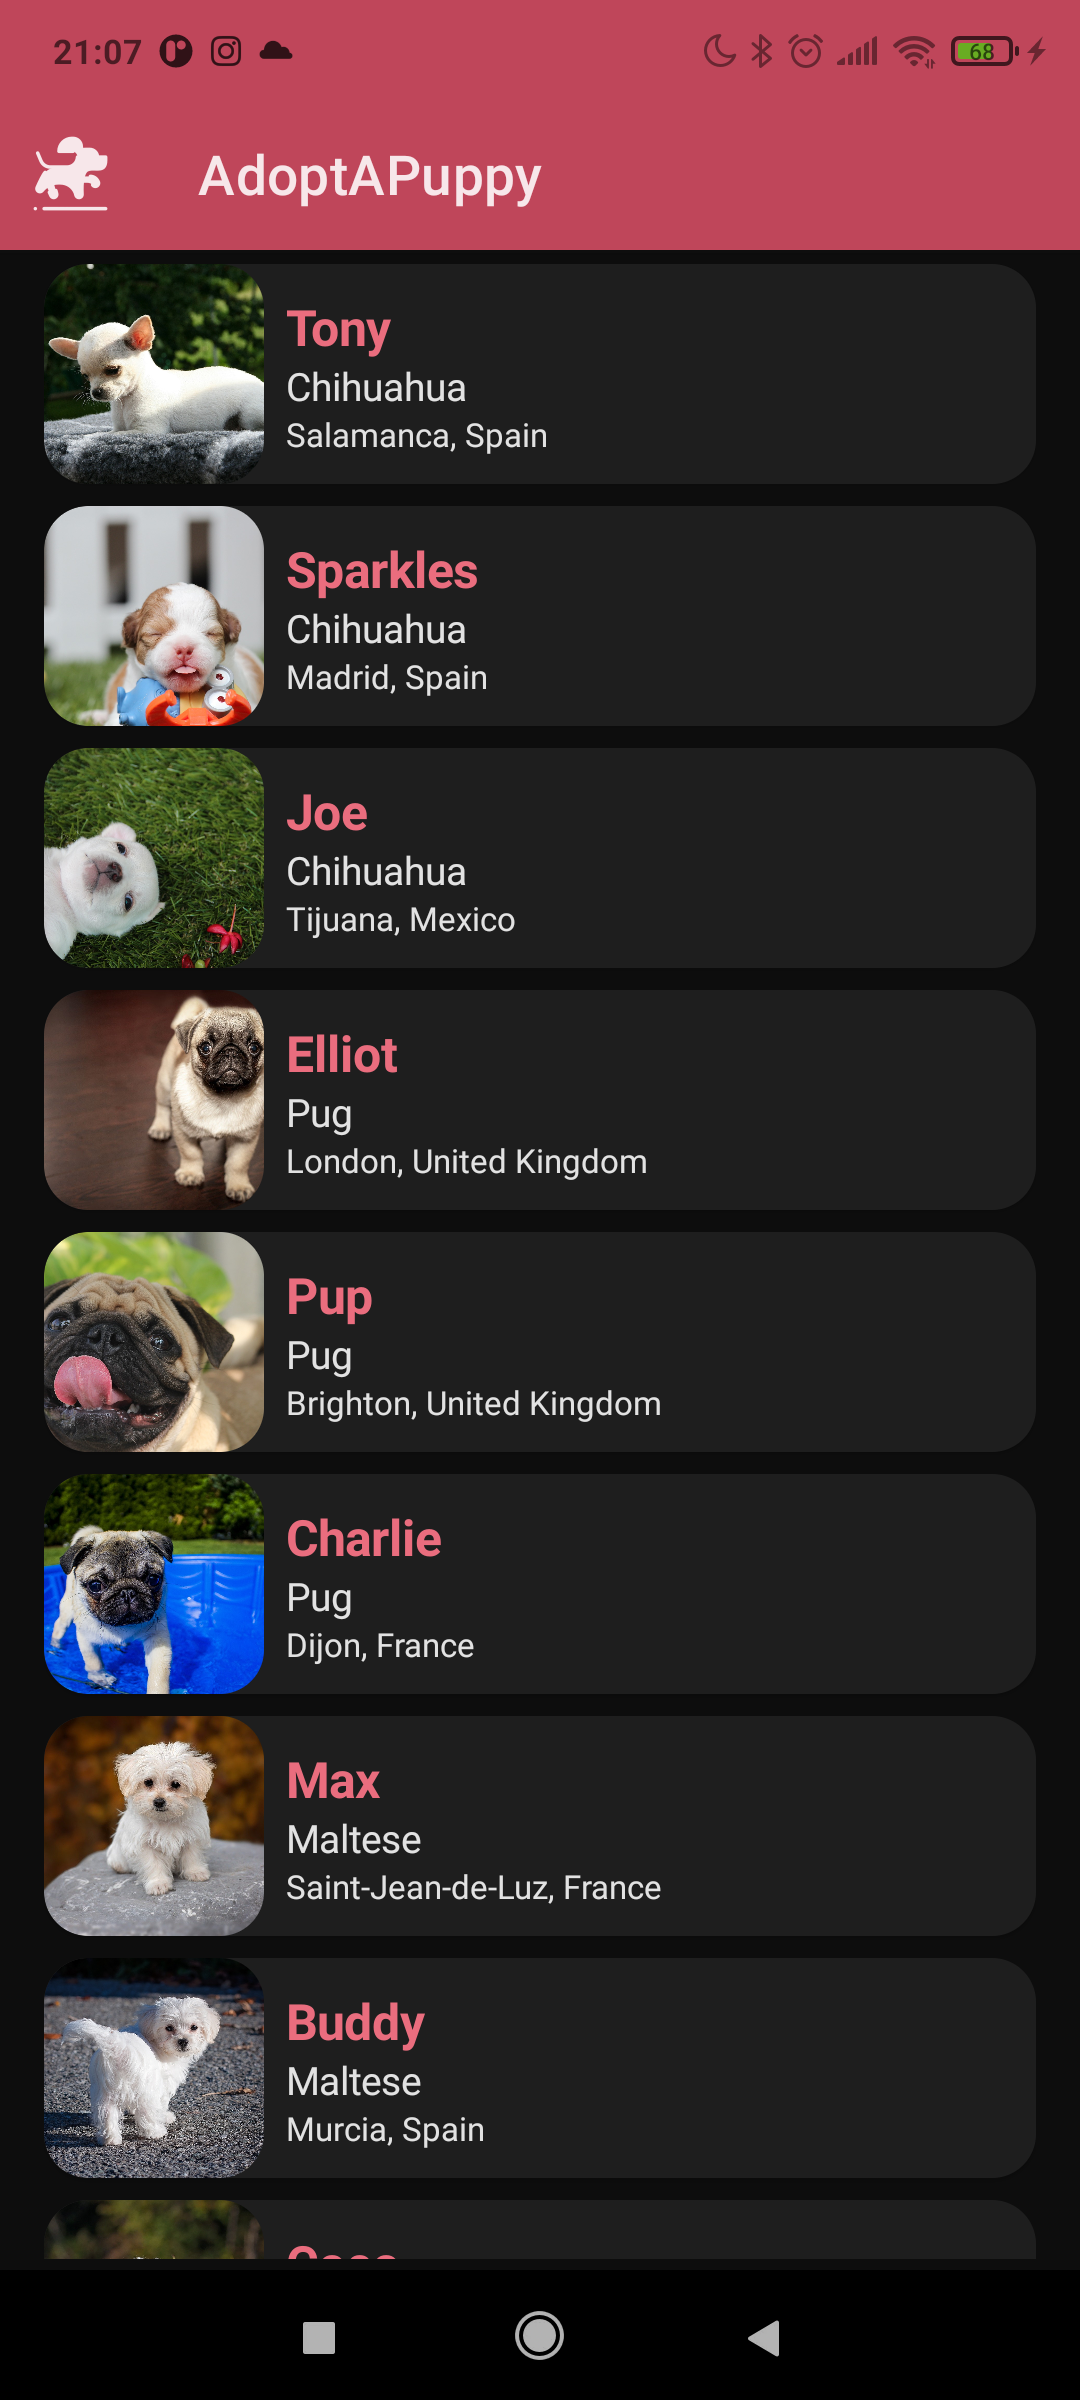 21:07
68
AdoptAPuppy
Tony
Chihuahua
Salamanca, Spain
Sparkles
Chihuahua
Madrid, Spain
Joe
Chihuahua
Tijuana, Mexico
Elliot
Pug
London, United Kingdom
Pup
Pug
Brighton, United Kingdom
Charlie
Pug
Dijon, France
Max
Maltese
Saint-Jean-de-Luz, France
Buddy
Maltese
Murcia, Spain